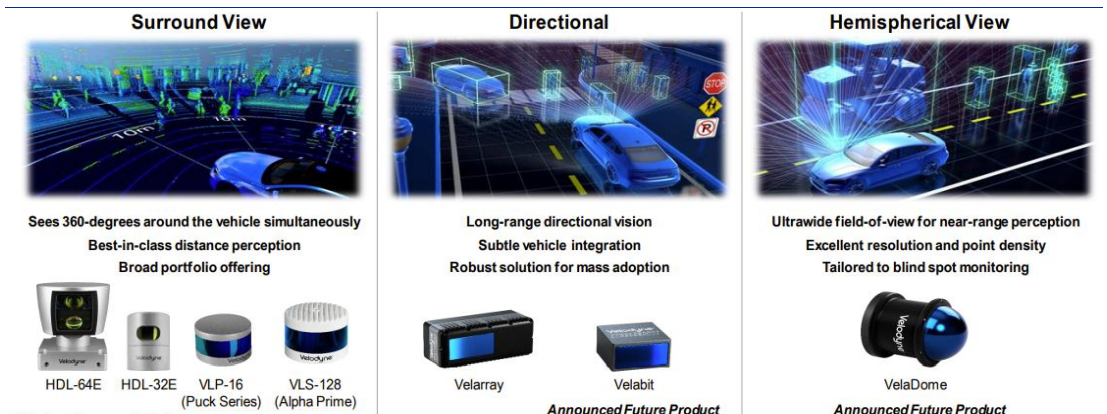 Surround View
10m
10m
Sees 360-degrees around the vehicle simultaneously
Best-in-class distance perception
Broad portfolio offering
Velodyne
HDL-64E
Velodyne
HDL-32E
Velodyne
VLP-16
(Puck Series)
Velodyne
VLS-128
(Alpha Prime)
Directional
STOP
Long-range directional vision
Subtle vehicle integration
Robust solution for mass adoption
Velarray
Velodyne
Velabit
Announced Future Product
Hemispherical View
Ultrawide field-of-view for near-range perception
Excellent resolution and point density
Tailored to blind spot monitoring
Velodyne
VelaDome
Announced Future Product